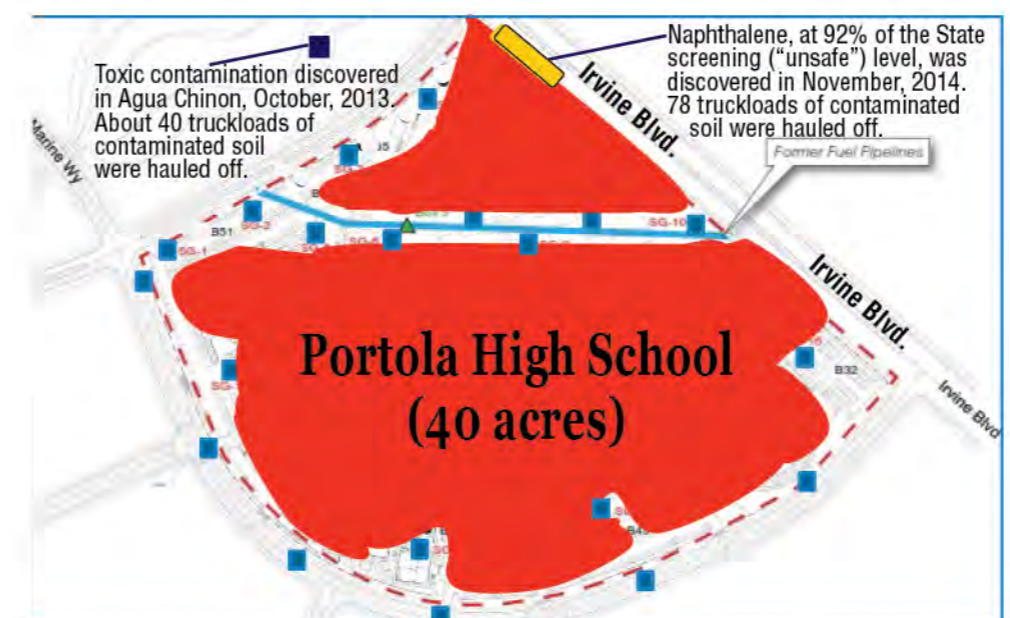 Toxic contamination discovered
in Agua Chinon, October, 2013.
About 40 truckloads of
contaminated soil
were hauled off.
Naphthalene, at 92% of the State
screening (“unsafe”) level, was
discovered in November, 2014.
78 truckloads of contaminated
soil were hauled off.
Irvine Blvd.
Former Fuel Pipelines
Marine Wy
SG-10
B51
SG-2
SG-1
Irvine Blvd.
Portola High School
(40 acres)
B32
Irvine Blvd